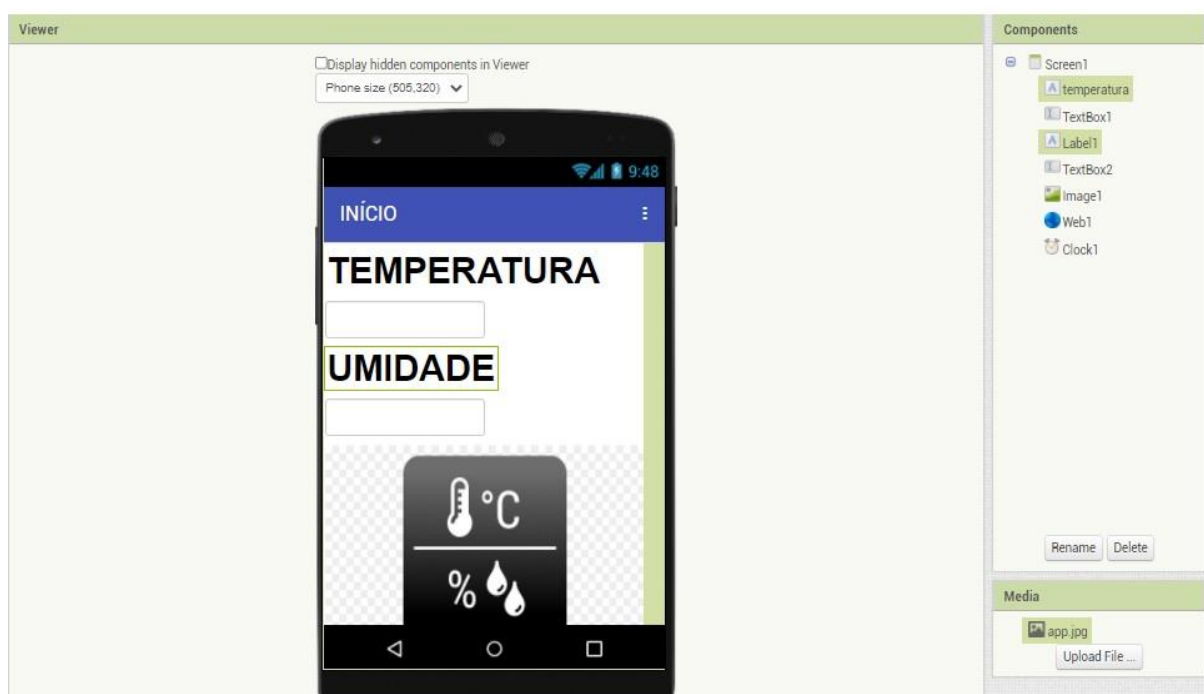 Viewer
Display hidden components in Viewer
Phone size (505,320)
9:48
INÍCIO
TEMPERATURA
UMIDADE
°C
%
Components
Screen1
temperatura
TextBox1
Label1
TextBox2
Image1
Web1
Clock1
Rename Delete
Media
app.jpg
Upload File ...